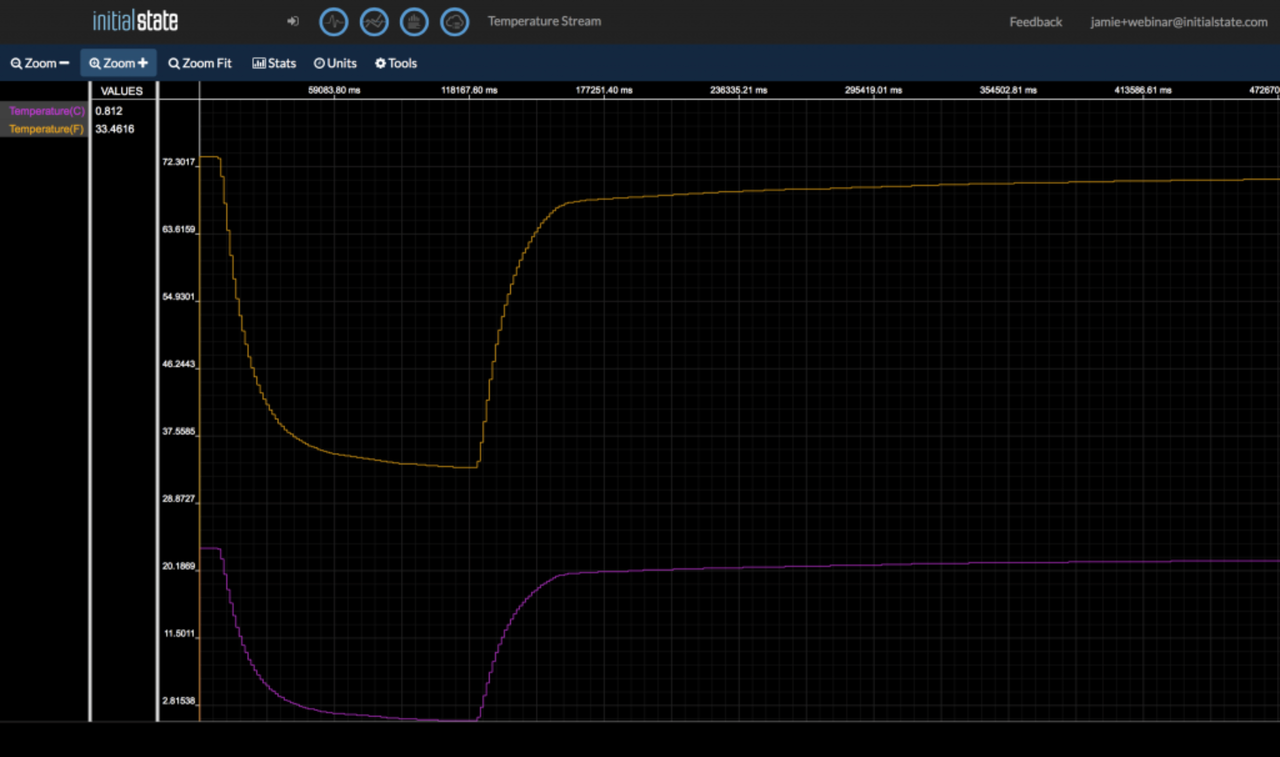 initialstate Temperature Stream Feedback jamie+webinar@initialstate.com
Zoom Zoom Zoom Fit Stats Units Tools
VALUES 59083.80 ms 118167.60 ms 177251.40 ms 236335.21 ms 295419.01 ms 354502.81 ms 413586.61 ms 472670
Temperature(C) 0.812
Temperature(F) 33.4616
72.3017
63.6159
54.9301
46.2443
37.5585
28.8727
20.1869
11.5011
2.81538